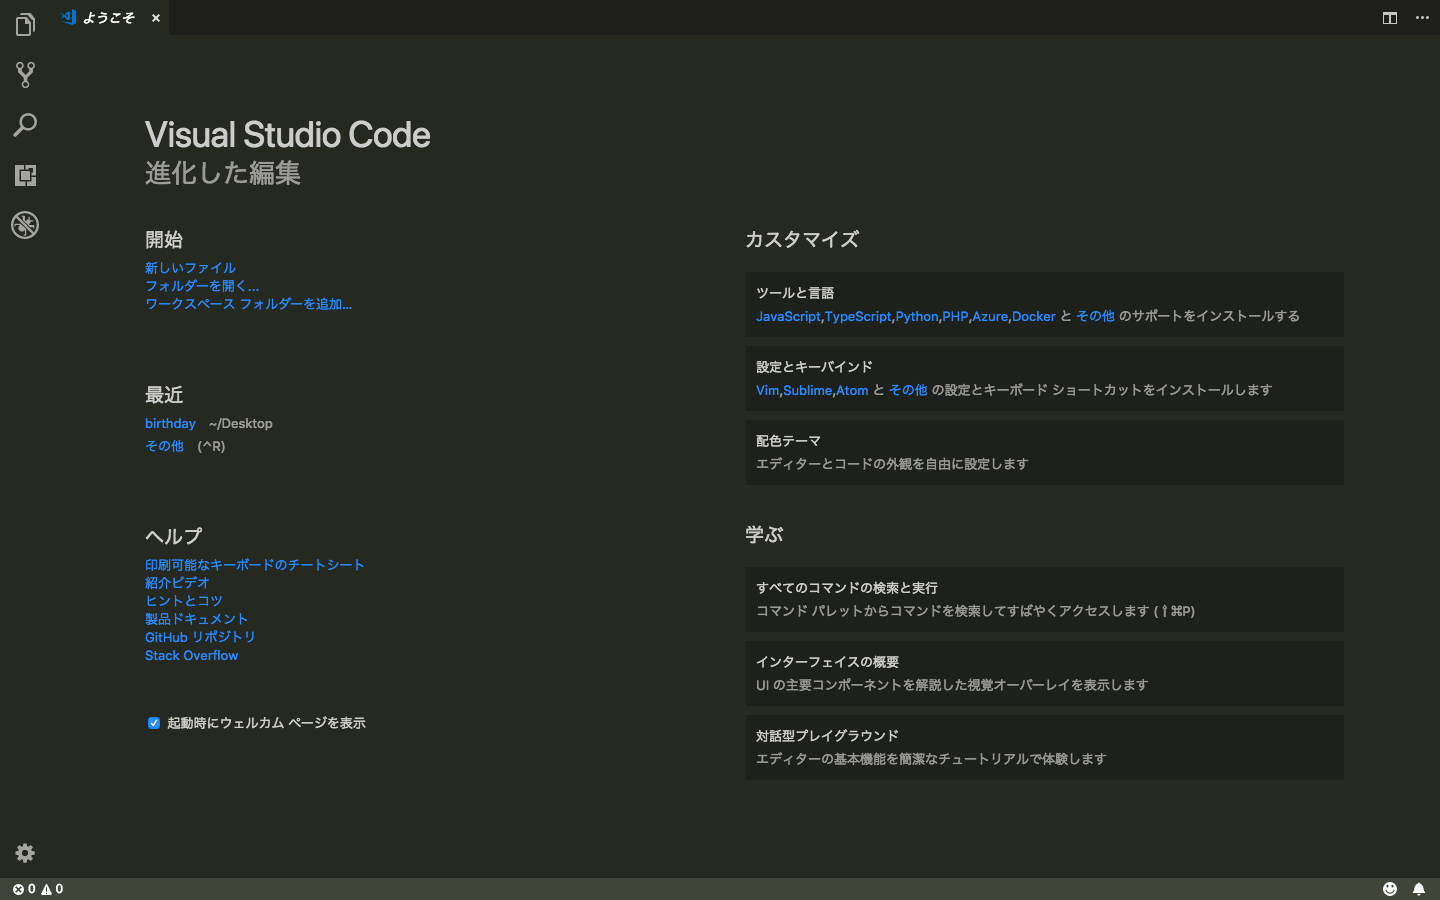 ようこそ
Visual Studio Code
進化した編集
開始
新しいファイル
フォルダーを開く...
ワークスペース フォルダーを追加...
最近
birthday ~/Desktop
その他 (^R)
ヘルプ
印刷可能なキーボードのチートシート
紹介ビデオ
ヒントとコツ
製品ドキュメント
GitHub リポジトリ
Stack Overflow
起動時にウェルカム ページを表示
カスタマイズ
ツールと言語
JavaScript,TypeScript,Python,PHP,Azure,Docker と その他 のサポートをインストールする
設定とキーバインド
Vim,Sublime,Atom と その他 の設定とキーボード ショートカットをインストールします
配色テーマ
エディターとコードの外観を自由に設定します
学ぶ
すべてのコマンドの検索と実行
コマンド パレットからコマンドを検索してすばやくアクセスします (⇧⌘P)
インターフェイスの概要
UI の主要コンポーネントを解説した視覚オーバーレイを表示します
対話型プレイグラウンド
エディターの基本機能を簡潔なチュートリアルで体験します
0 0